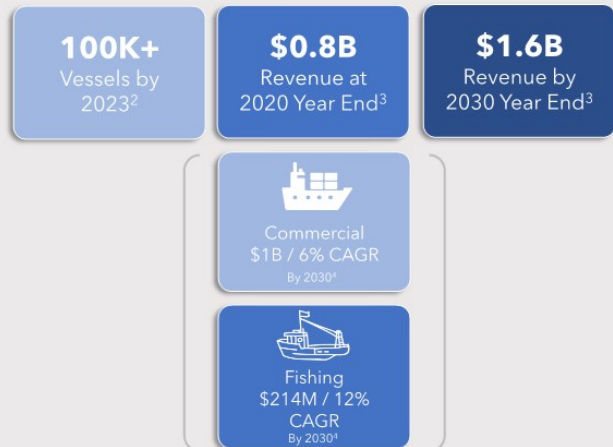 100K+
Vessels by
2023²
$0.8B
Revenue at
2020 Year End³
$1.6B
Revenue by
2030 Year End³
Commercial
$1B / 6% CAGR
By 2030⁴
Fishing
$214M / 12%
CAGR
By 2030⁴